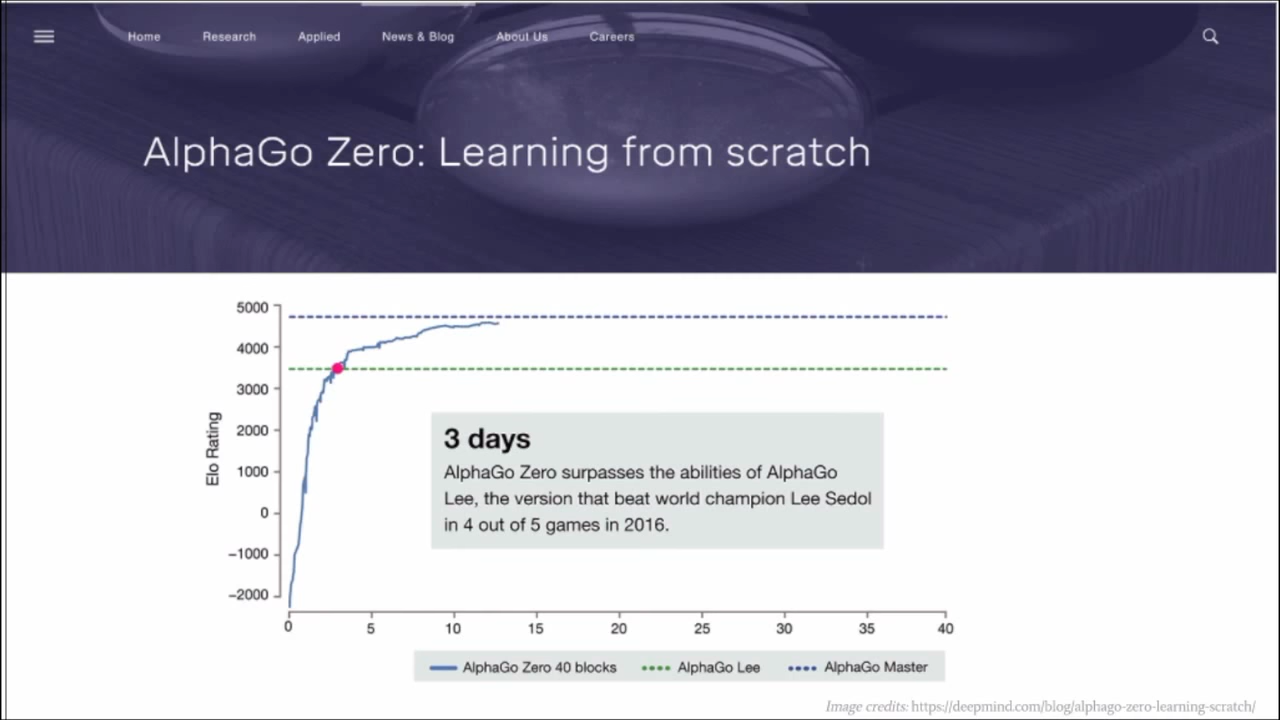 Home Research Applied News & Blog About Us Careers
AlphaGo Zero: Learning from scratch
5000
4000
3000
2000
1000
0
−1000
−2000
Elo Rating
3 days
AlphaGo Zero surpasses the abilities of AlphaGo
Lee, the version that beat world champion Lee Sedol
in 4 out of 5 games in 2016.
0 5 10 15 20 25 30 35 40
AlphaGo Zero 40 blocks AlphaGo Lee AlphaGo Master
Image credits: https://deepmind.com/blog/alphago-zero-learning-scratch/